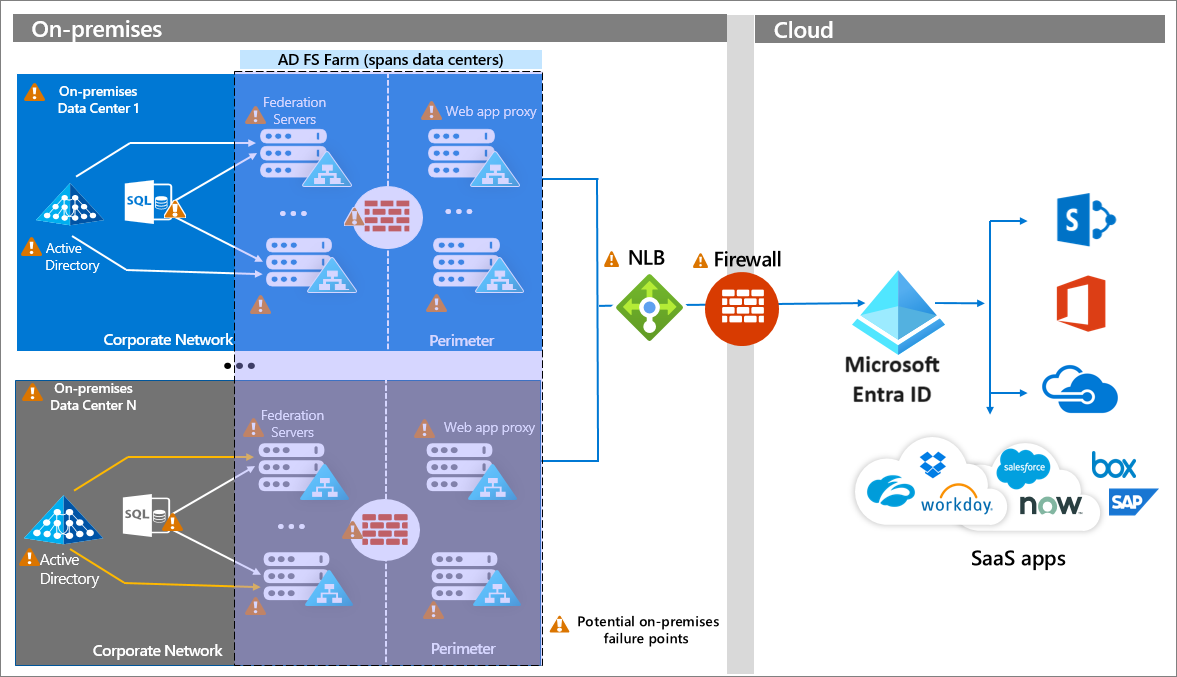 On-premises
Cloud
AD FS Farm (spans data centers)
On-premises
Data Center 1
Federation
Servers
Web app proxy
SQL
Active
Directory
Corporate Network
Perimeter
NLB
Firewall
Microsoft
Entra ID
S
On-premises
Data Center N
Federation
Servers
Web app proxy
SQL
Active
Directory
Corporate Network
Perimeter
salesforce
box
workday.
now
SAP
SaaS apps
Potential on-premises
failure points